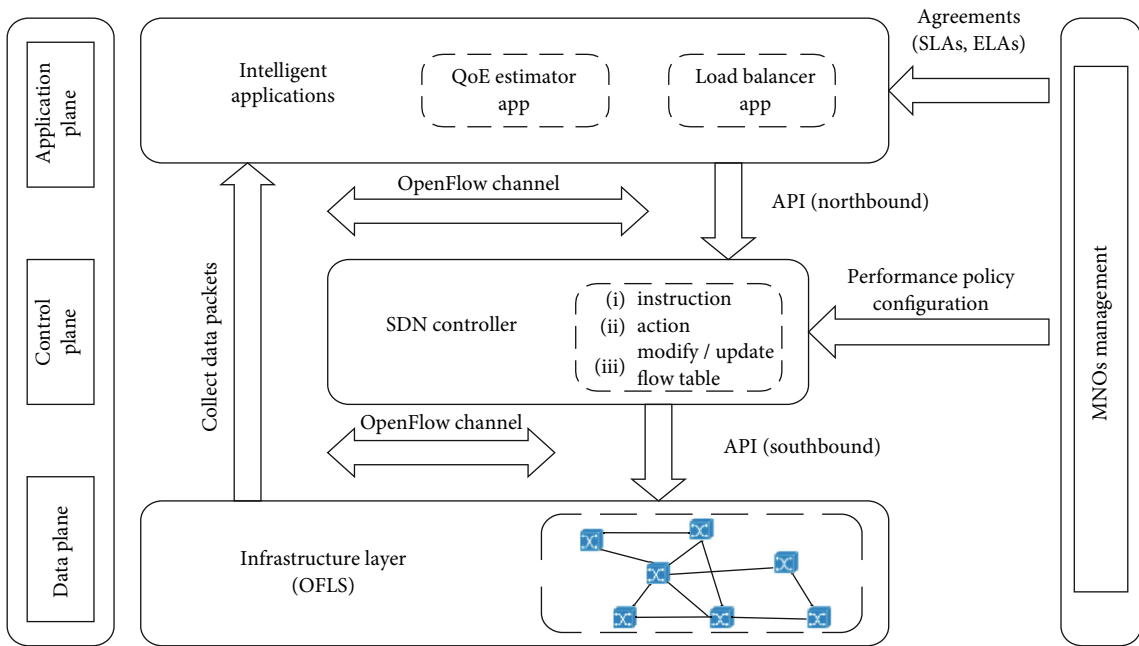 Application
plane
Control
plane
Data plane
Intelligent
applications
QoE estimator
app
Load balancer
app
Agreements
(SLAs, ELAs)
OpenFlow channel
API (northbound)
Collect data packets
SDN controller
(i) instruction
(ii) action
(iii) modify / update
flow table
Performance policy
configuration
MNOs management
OpenFlow channel
API (southbound)
Infrastructure layer
(OFLS)